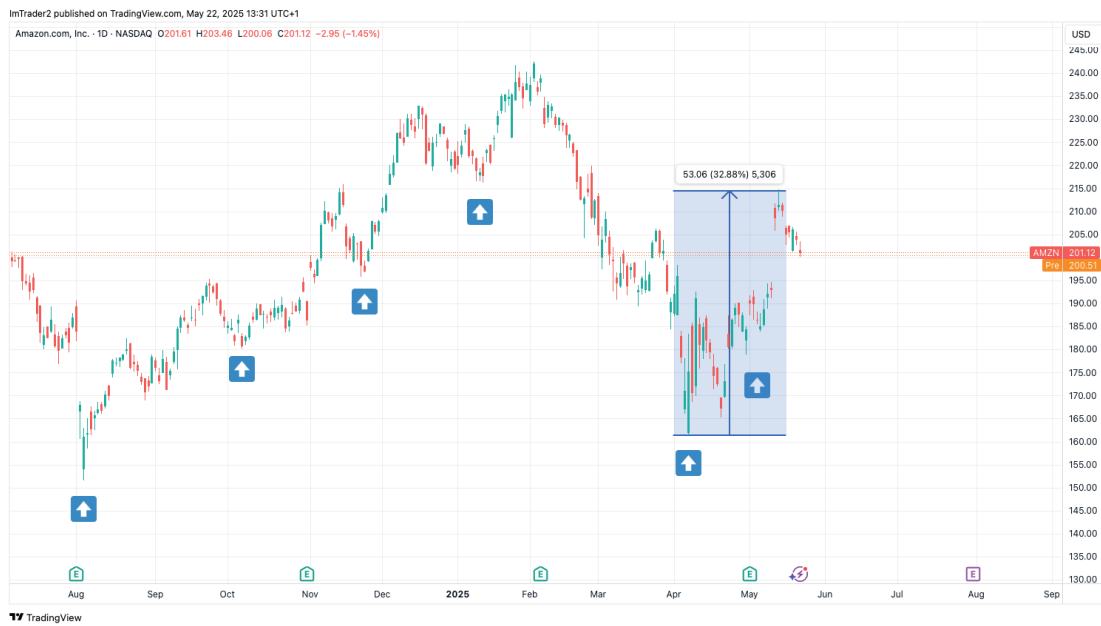 ImTrader2 published on TradingView.com, May 22, 2025 13:31 UTC+1
Amazon.com, Inc. · 1D · NASDAQ O201.61 H203.46 L200.06 C201.12 −2.95 (−1.45%)
USD
245.00
240.00
235.00
230.00
225.00
220.00
53.06 (32.88%) 5,306
215.00
210.00
205.00
AMZN 201.12
Pre 200.51
195.00
190.00
185.00
180.00
175.00
170.00
165.00
160.00
155.00
150.00
145.00
140.00
135.00
E E E E E
130.00
Aug Sep Oct Nov Dec 2025 Feb Mar Apr May Jun Jul Aug Sep
TradingView